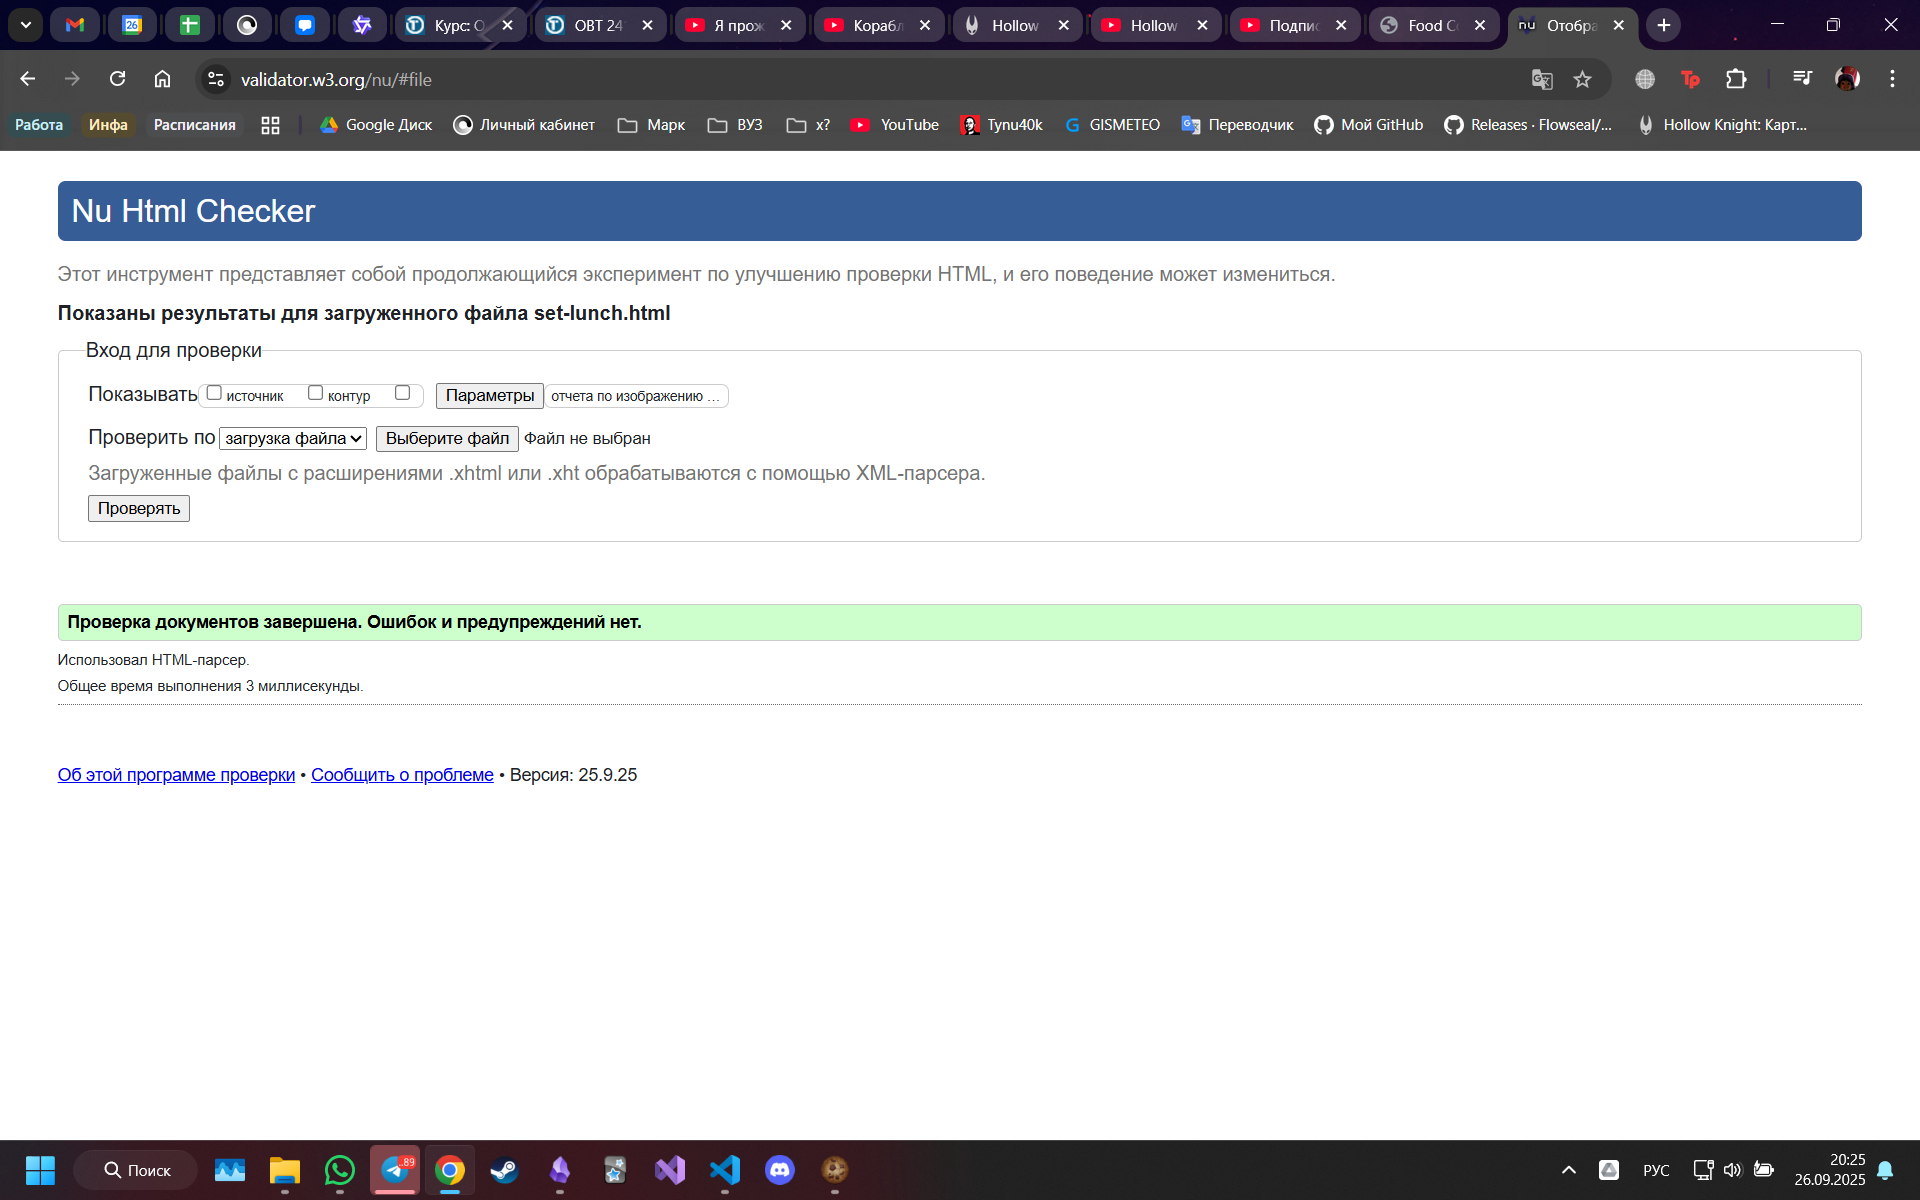 26
Курс: О
ОВТ 24
Я прож
Корабл
Hollow
Hollow
Подпис
Food Co
nu
Отобра
validator.w3.org/nu/#file
Tp
Работа
Инфа
Расписания
Google Диск
Личный кабинет
Марк
ВУЗ
x?
YouTube
Tynu40k
G GISMETEO
Переводчик
Мой GitHub
Releases · Flowseal/...
Hollow Knight: Карт...
Nu Html Checker
Этот инструмент представляет собой продолжающийся эксперимент по улучшению проверки HTML, и его поведение может измениться.
Показаны результаты для загруженного файла set-lunch.html
Вход для проверки
Показывать источник контур Параметры отчета по изображению ...
Проверить по загрузка файла Выберите файл Файл не выбран
Загруженные файлы с расширениями .xhtml или .xht обрабатываются с помощью XML-парсера.
Проверять
Проверка документов завершена. Ошибок и предупреждений нет.
Использовал HTML-парсер.
Общее время выполнения 3 миллисекунды.
Об этой программе проверки • Сообщить о проблеме • Версия: 25.9.25
Поиск
..89
РУС
20:25
26.09.2025